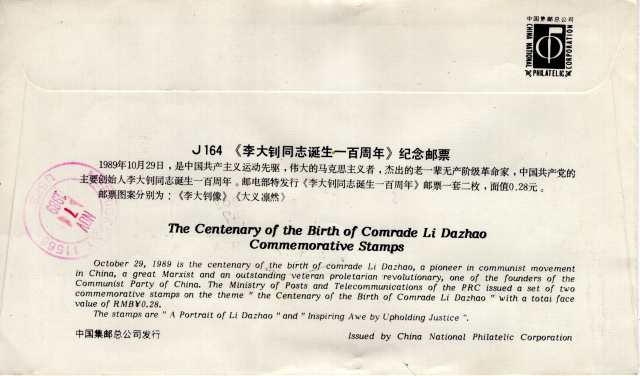 中国集邮总公司
CHINA NATIONAL PHILATELIC CORPORATION
J164 《李大钊同志诞生一百周年》纪念邮票
1989年10月29日，是中国共产主义运动先驱，伟大的马克思主义者，杰出的老一辈无产阶级革命家，中国共产党的
主要创始人李大钊同志诞生一百周年。邮电部特发行《李大钊同志诞生一百周年》邮票一套二枚，面值0.28元。
邮票图案分别为：《李大钊像》《大义凛然》
NOV
7
1989
The Centenary of the Birth of Comrade Li Dazhao
Commemorative Stamps
October 29, 1989 is the centenary of the birth of comrade Li Dazhao, a pioneer in communist movement
in China, a great Marxist and an outstanding veteran proletarian revolutionary, one of the founders of the
Communist Party of China. The Ministry of Posts and Telecommunications of the PRC issued a set of two
commemorative stamps on the theme " the Centenary of the Birth of Comrade Li Dazhao " with a total face
value of RMB¥0.28.
The stamps are " A Portrait of Li Dazhao " and " Inspiring Awe by Upholding Justice ".
中国集邮总公司发行
Issued by China National Philatelic Corporation